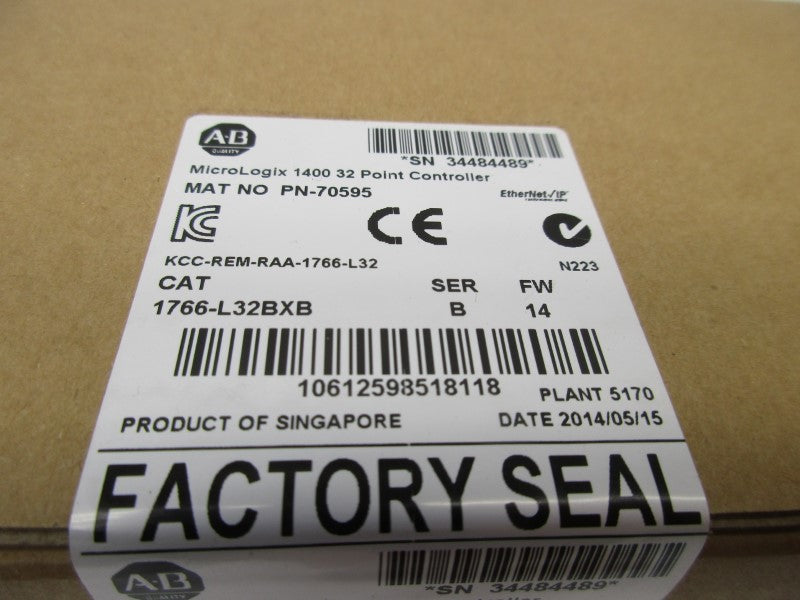 A-B
QUALITY
*SN 34484489*
MicroLogix 1400 32 Point Controller
MAT NO PN-70595
EtherNet/IP
KC
CE
KCC-REM-RAA-1766-L32
N223
CAT SER FW
1766-L32BXB B 14
10612598518118
PLANT 5170
PRODUCT OF SINGAPORE DATE 2014/05/15
FACTORY SEAL
A-B
QUALITY
*SN 34484489*